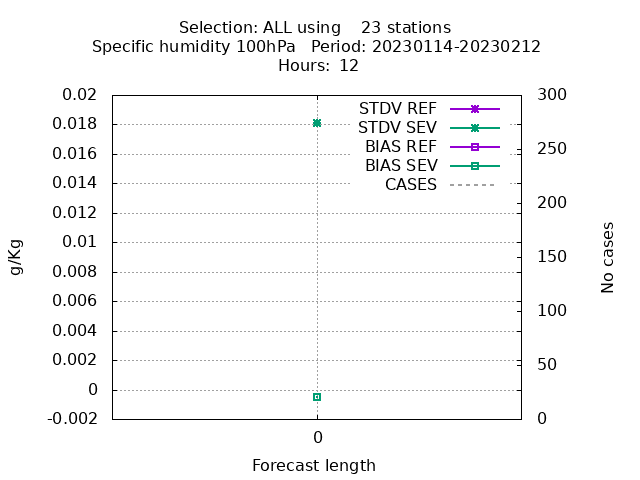 Selection: ALL using    23 stations
Specific humidity 100hPa   Period: 20230114-20230212
Hours:  12
0.02
0.018
0.016
0.014
0.012
0.01
0.008
0.006
0.004
0.002
0
-0.002
g/Kg
STDV REF
STDV SEV
BIAS REF
BIAS SEV
CASES
300
250
200
150
100
50
0
No cases
0
Forecast length